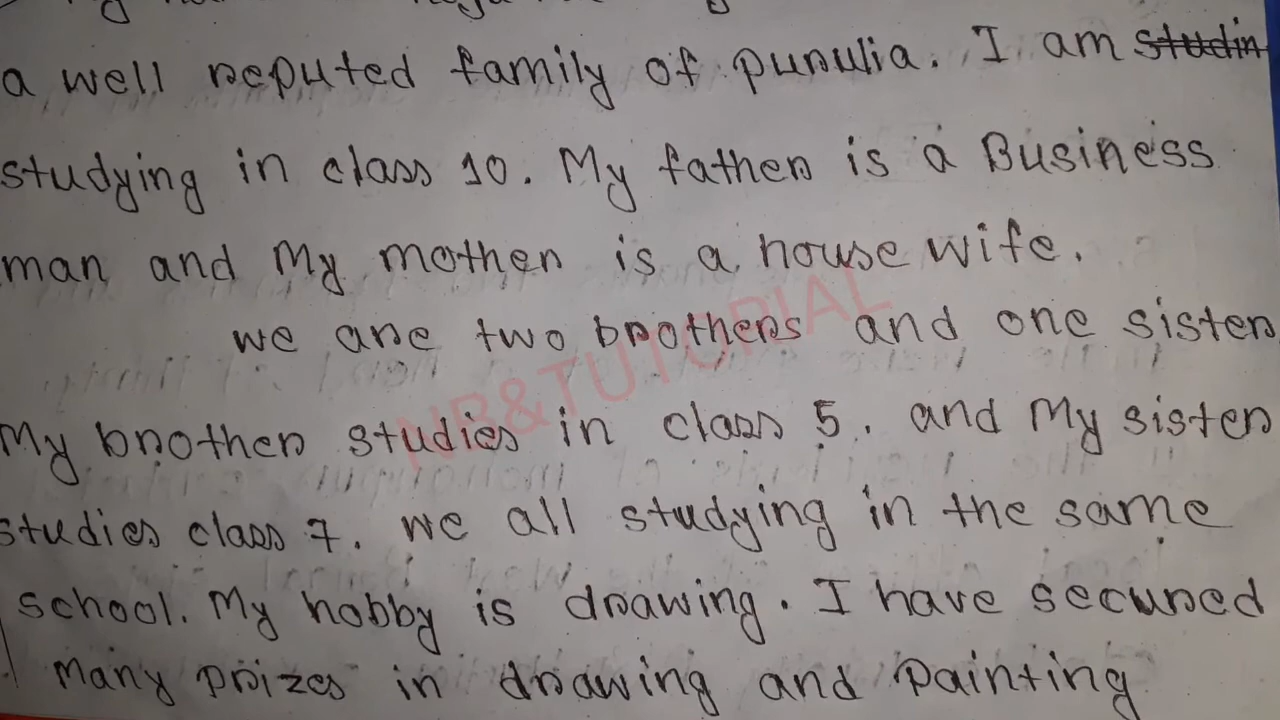 a well reputed family of purulia. I am studin
studying in class 10. My father is a Business
man and My mother is a house wife.
we are two brothers and one sister
My brother studies in class 5. and My sister
studies class 7. we all studying in the same
school. My hobby is drawing. I have secured
many prizes in drawing and painting
NB&TUTORIAL